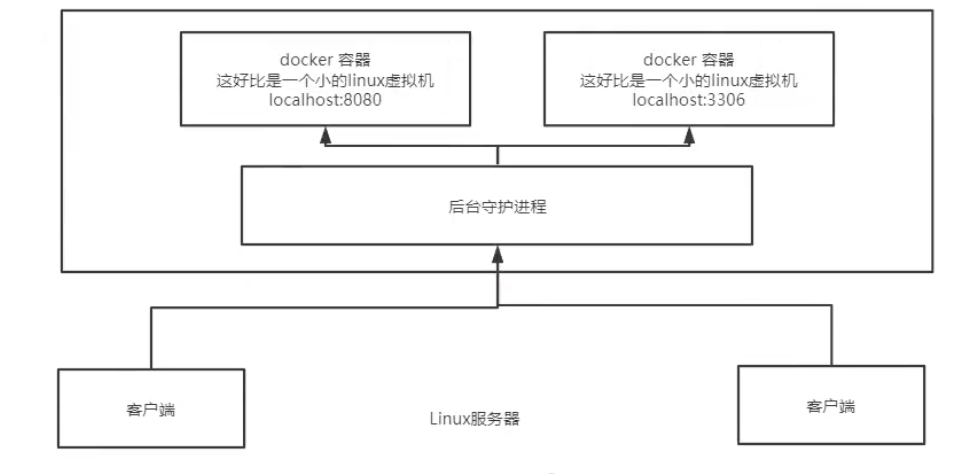 docker 容器
这好比是一个小的linux虚拟机
localhost:8080
docker 容器
这好比是一个小的linux虚拟机
localhost:3306
后台守护进程
客户端
Linux服务器
客户端